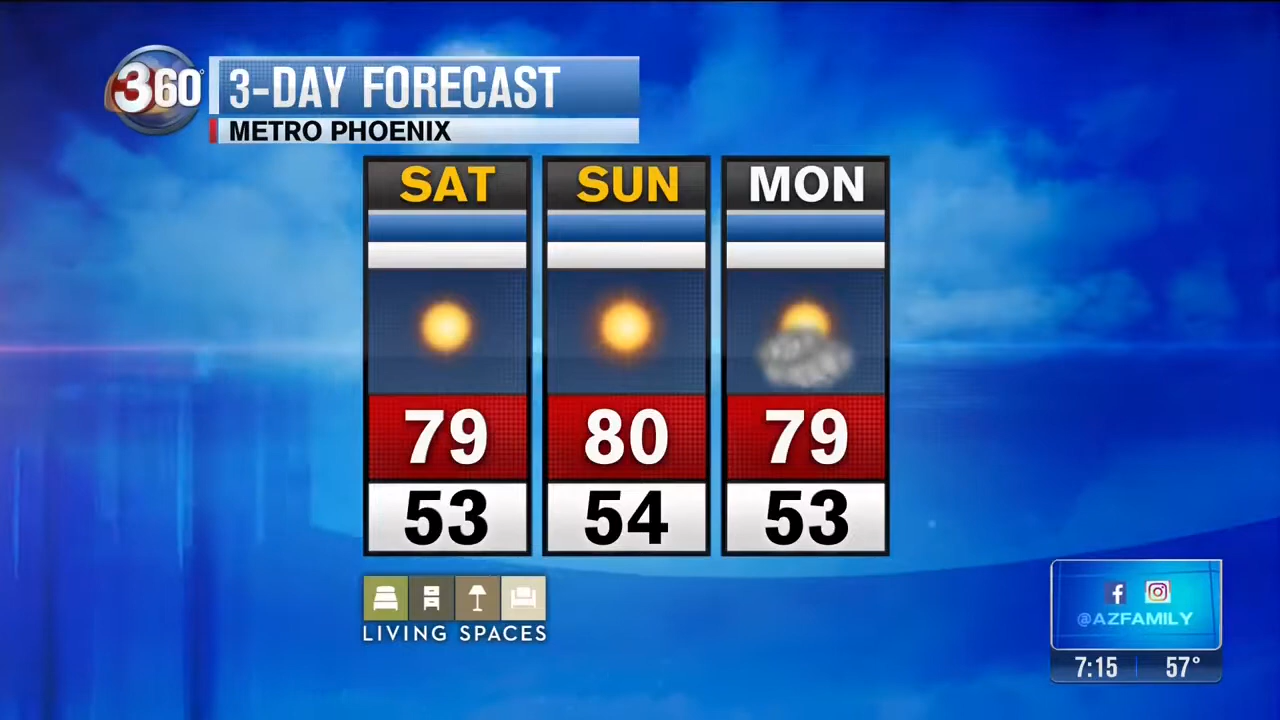 360°
3-DAY FORECAST
METRO PHOENIX
SAT SUN MON
79 80 79
53 54 53
LIVING SPACES
f
@AZFAMILY
7:15 57°